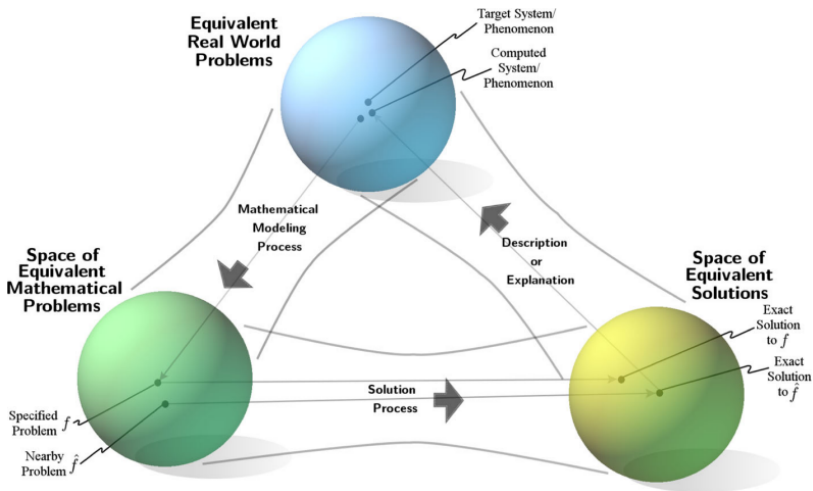 Equivalent
Real World
Problems
Target System/
Phenomenon
Computed
System/
Phenomenon
Mathematical
Modeling
Process
Description
or
Explanation
Space of
Equivalent
Mathematical
Problems
Space of
Equivalent
Solutions
Exact
Solution
to f
Exact
Solution
to f̂
Solution
Process
Specified
Problem f
Nearby
Problem f̂